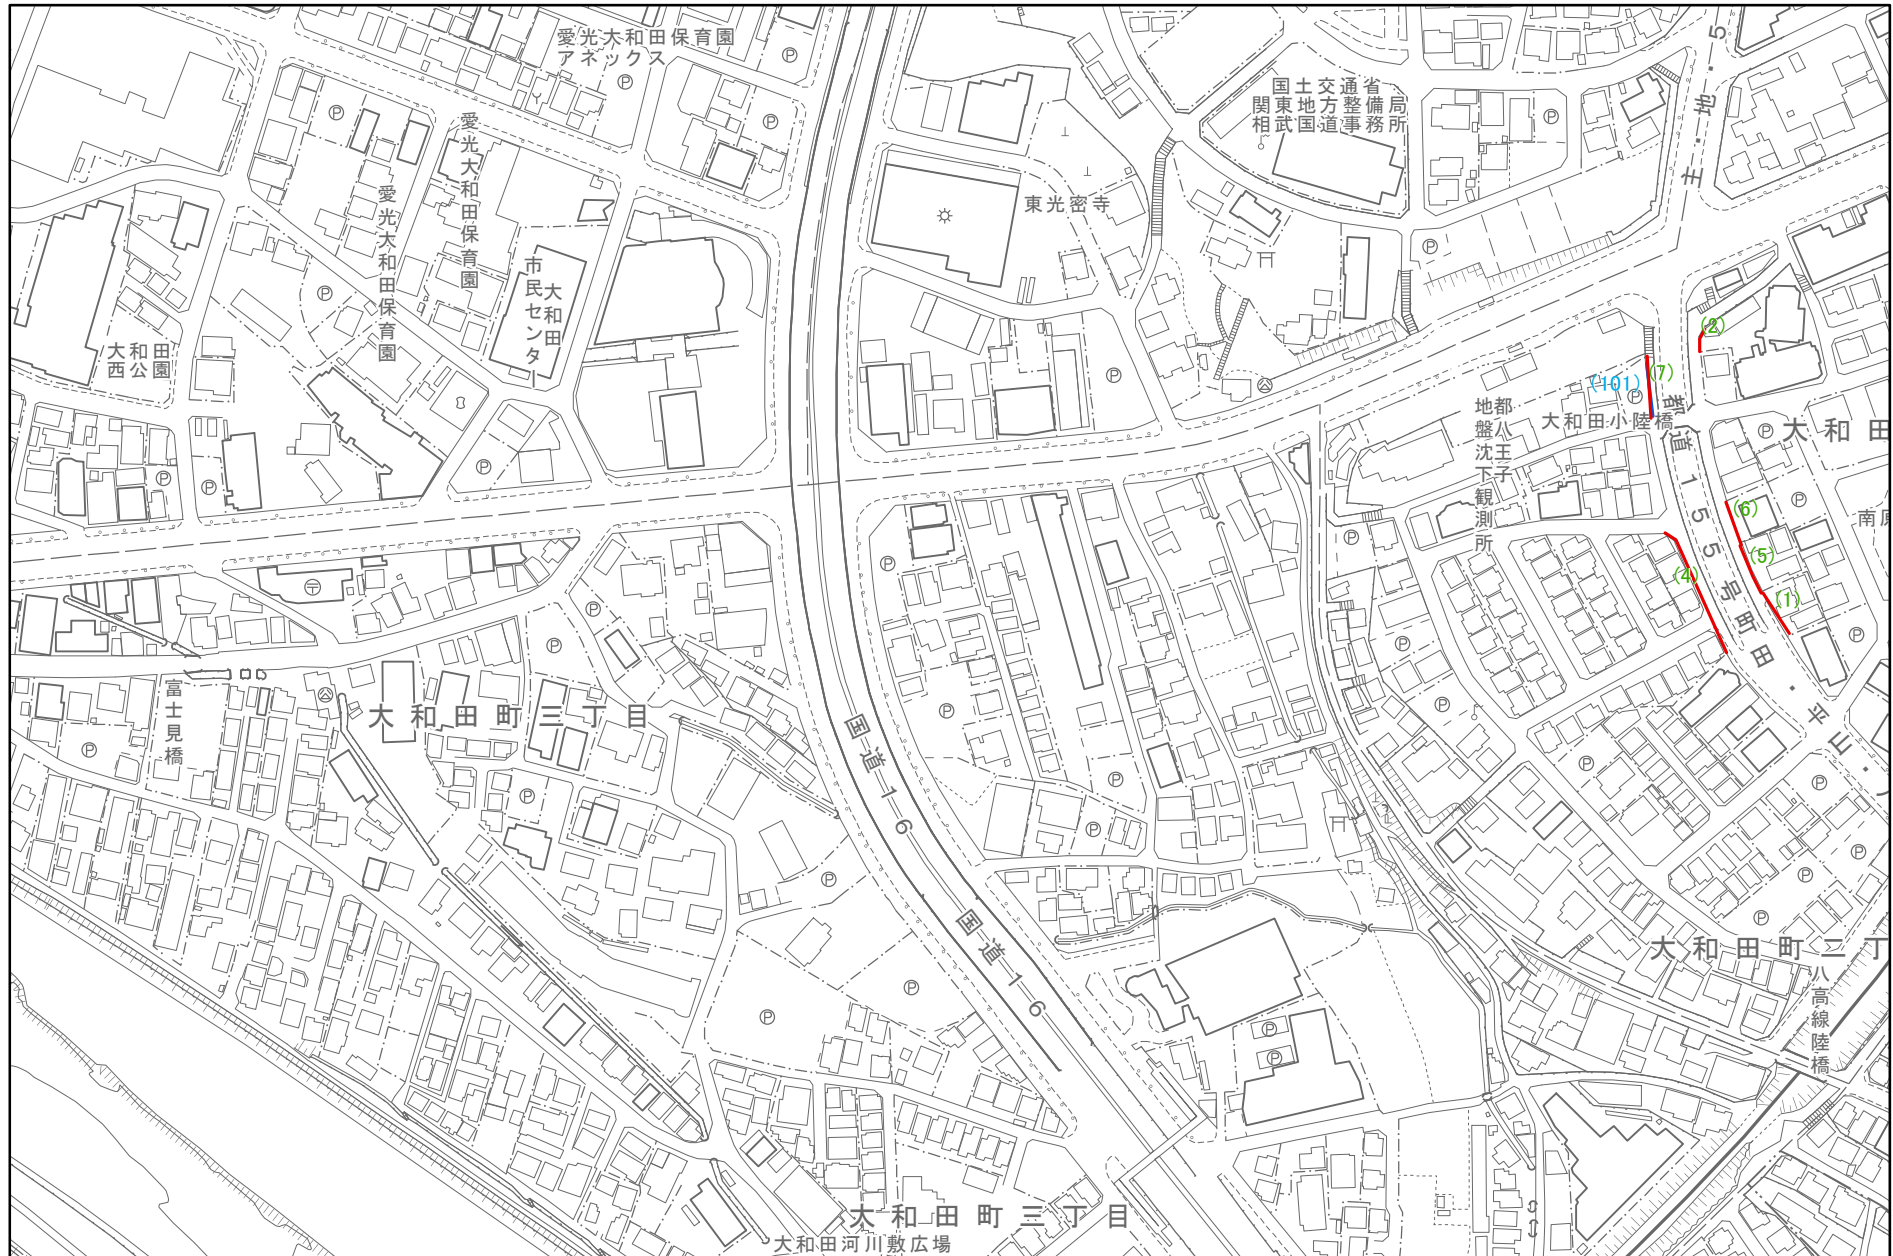 愛光大和田保育園
アネックス
国土交通省
関東地方整備局
相武国道事務所
主・地・5
愛光大和田保育園
愛光大和田保育園
東光密寺
市民センター
大和田
大和田
西公園
(2)
(7)
(101)
大和田小陸橋
都八王子
地盤沈下観測所
大和田
都道155号町田・平山・
(6)
(5)
(4)
(1)
富士見橋
大和田町三丁目
国道16
国道16
大和田町二丁
八高線陸橋
大和田町三丁目
大和田河川敷広場